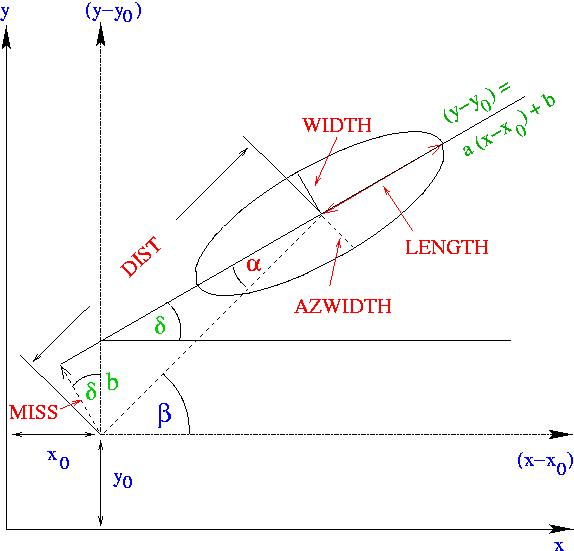 y
(y−y₀)
(y−y₀) =
a (x−x₀) + b
WIDTH
DIST
LENGTH
α
AZWIDTH
δ
δ
b
MISS
β
x₀
y₀
(x−x₀)
x